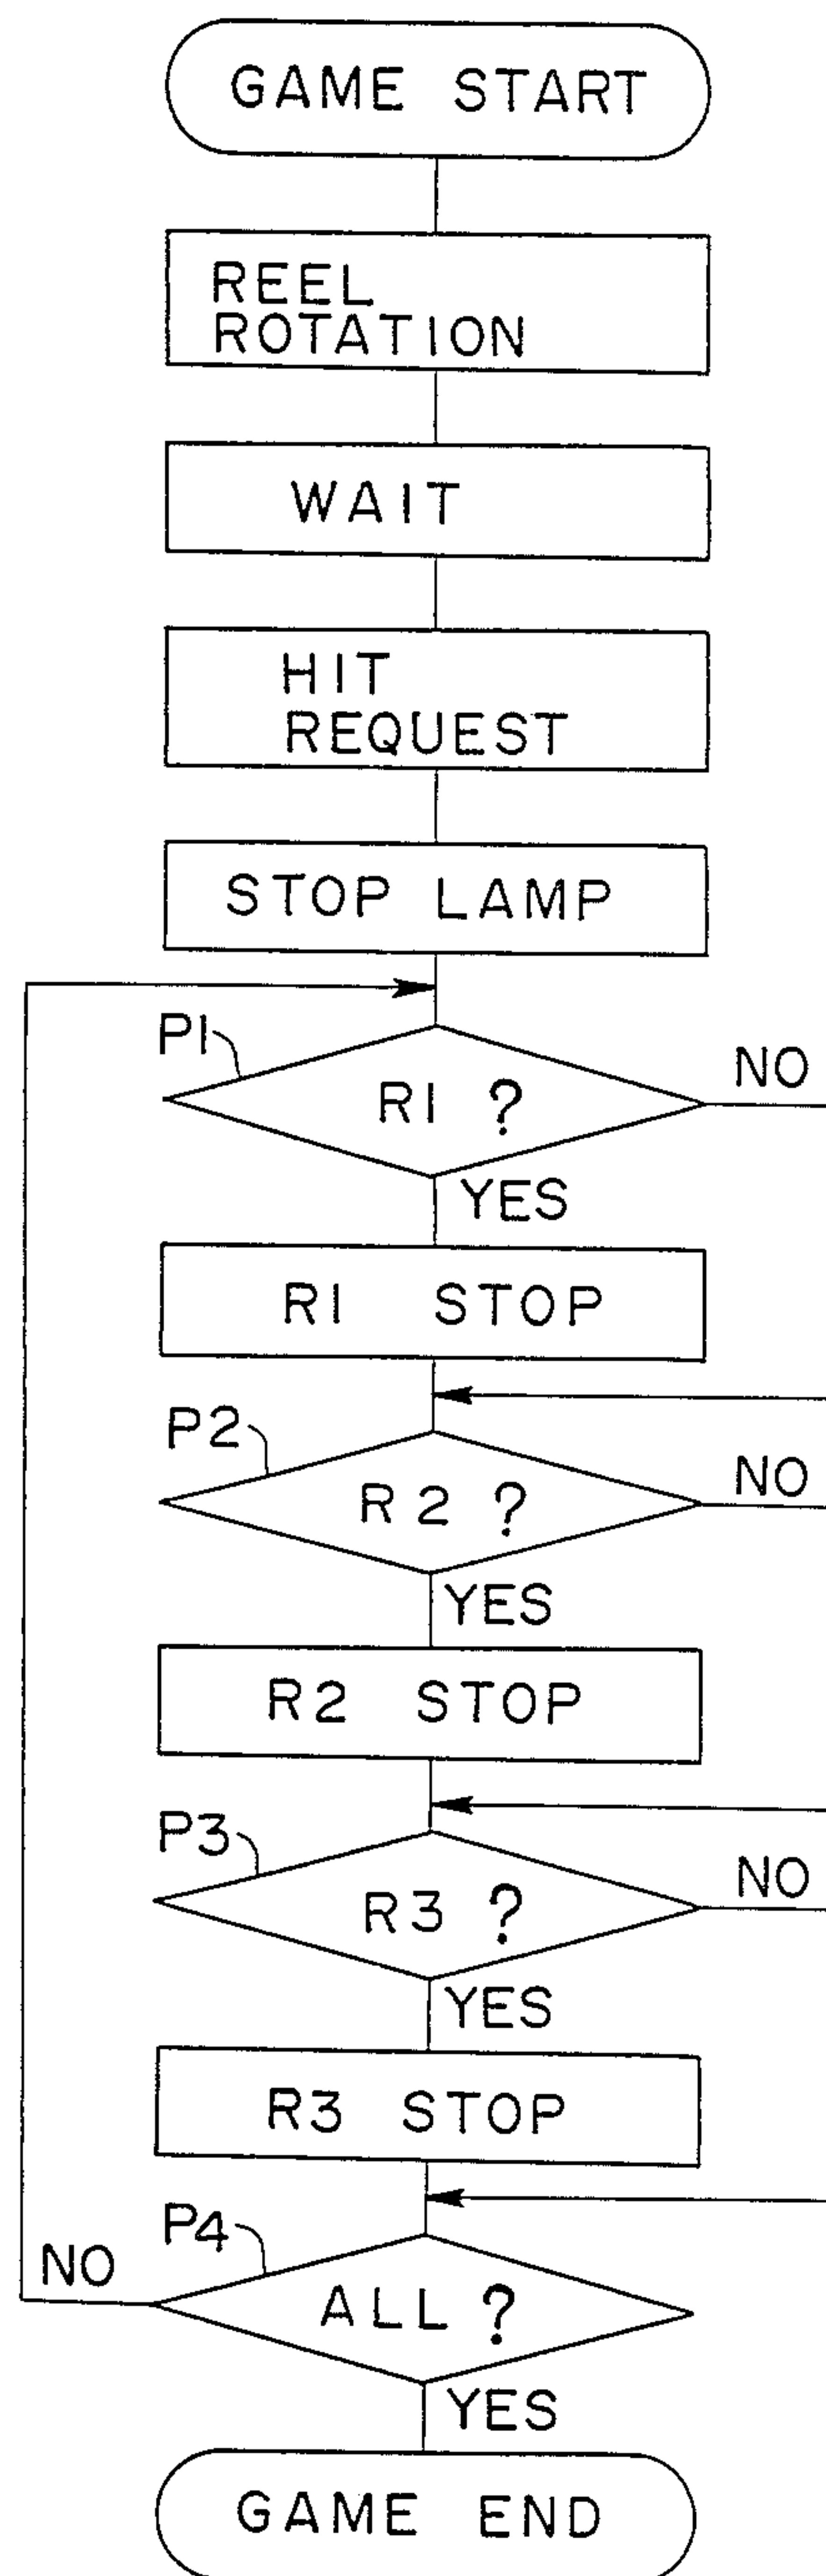 GAME START
REEL
ROTATION
WAIT
HIT
REQUEST
STOP LAMP
P1
R1 ?
NO
YES
R1 STOP
P2
R2 ?
NO
YES
R2 STOP
P3
R3 ?
NO
YES
R3 STOP
P4
NO
ALL ?
YES
GAME END